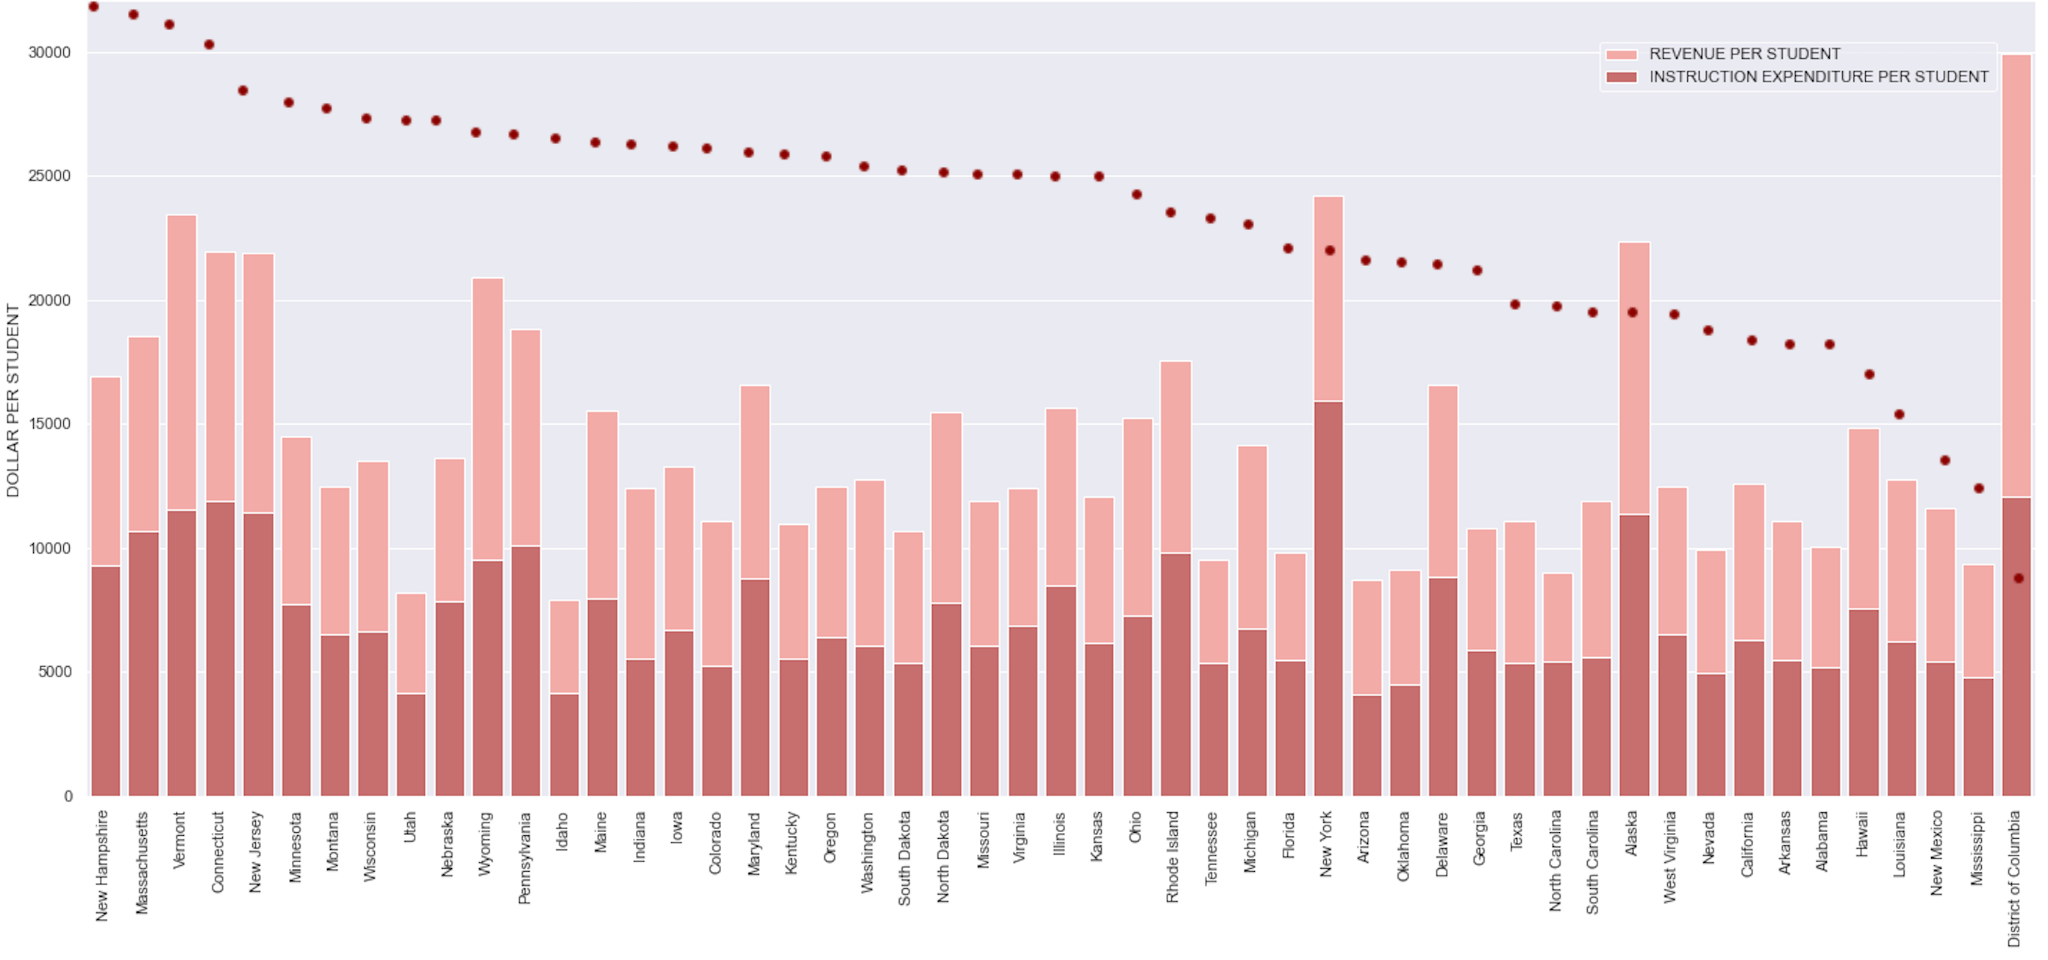 30000
25000
20000
15000
10000
5000
0
DOLLAR PER STUDENT
REVENUE PER STUDENT
INSTRUCTION EXPENDITURE PER STUDENT
New Hampshire
Massachusetts
Vermont
Connecticut
New Jersey
Minnesota
Montana
Wisconsin
Utah
Nebraska
Wyoming
Pennsylvania
Idaho
Maine
Indiana
Iowa
Colorado
Maryland
Kentucky
Oregon
Washington
South Dakota
North Dakota
Missouri
Virginia
Illinois
Kansas
Ohio
Rhode Island
Tennessee
Michigan
Florida
New York
Arizona
Oklahoma
Delaware
Georgia
Texas
North Carolina
South Carolina
Alaska
West Virginia
Nevada
California
Arkansas
Alabama
Hawaii
Louisiana
New Mexico
Mississippi
District of Columbia